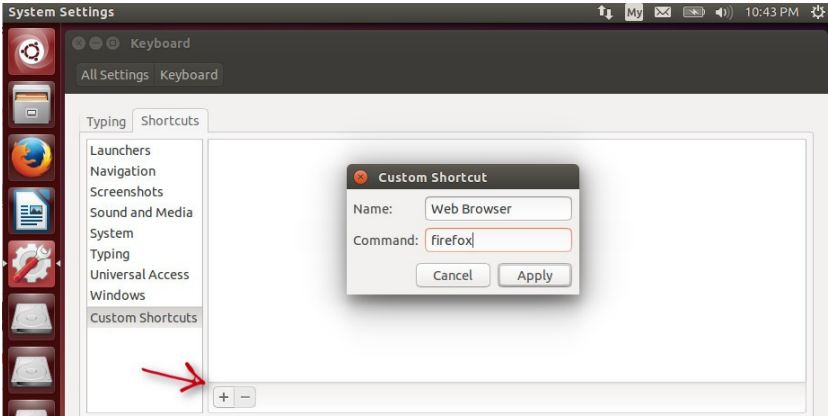 System Settings My 10:43 PM
Keyboard
All Settings Keyboard
Typing Shortcuts
Launchers
Navigation
Screenshots
Sound and Media
System
Typing
Universal Access
Windows
Custom Shortcuts
Custom Shortcut
Name: Web Browser
Command: firefox
Cancel Apply
+ −